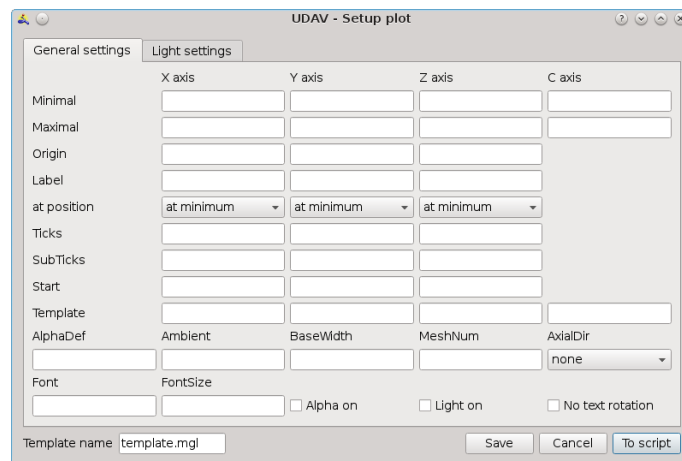 UDAV - Setup plot
General settings Light settings
X axis Y axis Z axis C axis
Minimal
Maximal
Origin
Label
at position at minimum at minimum at minimum
Ticks
SubTicks
Start
Template
AlphaDef Ambient BaseWidth MeshNum AxialDir
none
Font FontSize
Alpha on Light on No text rotation
Template name template.mgl Save Cancel To script